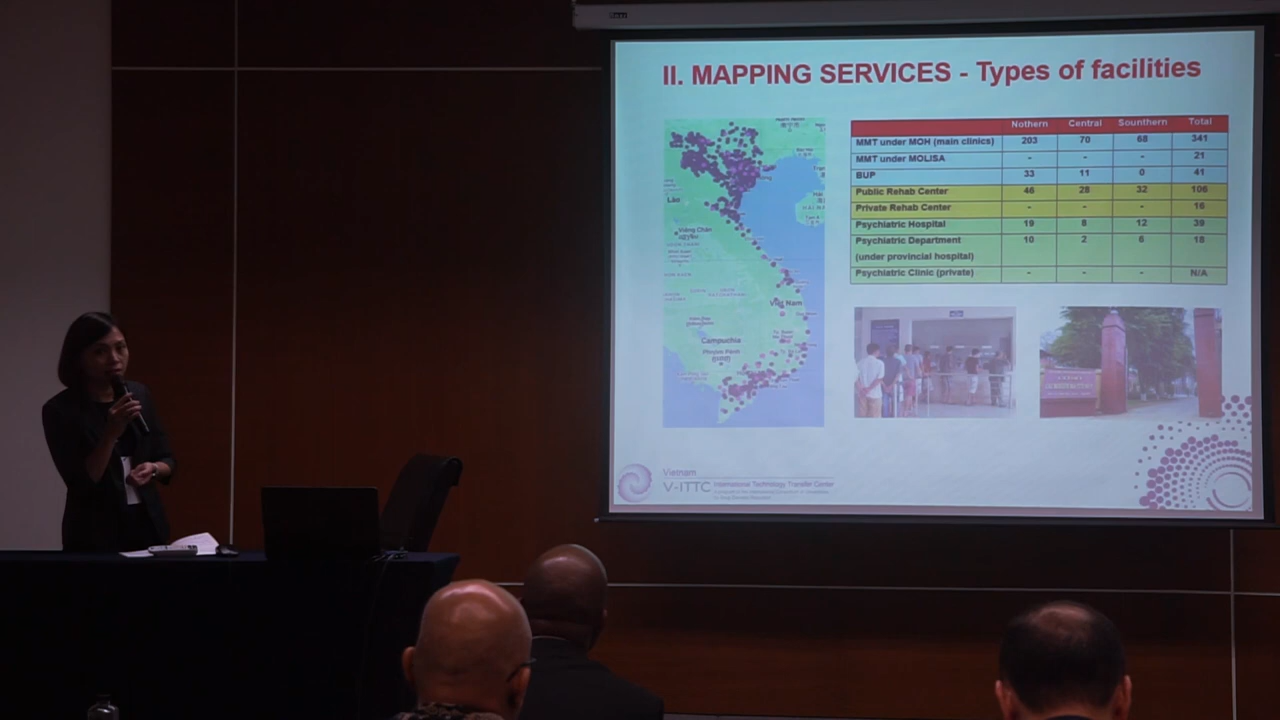 II. MAPPING SERVICES - Types of facilities
Nothern Central Sounthern Total
MMT under MOH (main clinics) 203 70 68 341
MMT under MOLISA - - - 21
BUP 33 11 0 41
Public Rehab Center 46 28 32 106
Private Rehab Center - - - 16
Psychiatric Hospital 19 8 12 39
Psychiatric Department 10 2 6 18
(under provincial hospital)
Psychiatric Clinic (private) - - - N/A
Lào
Viêng Chăn
Việt Nam
Campuchia
Vietnam
V-ITTC International Technology Transfer Center